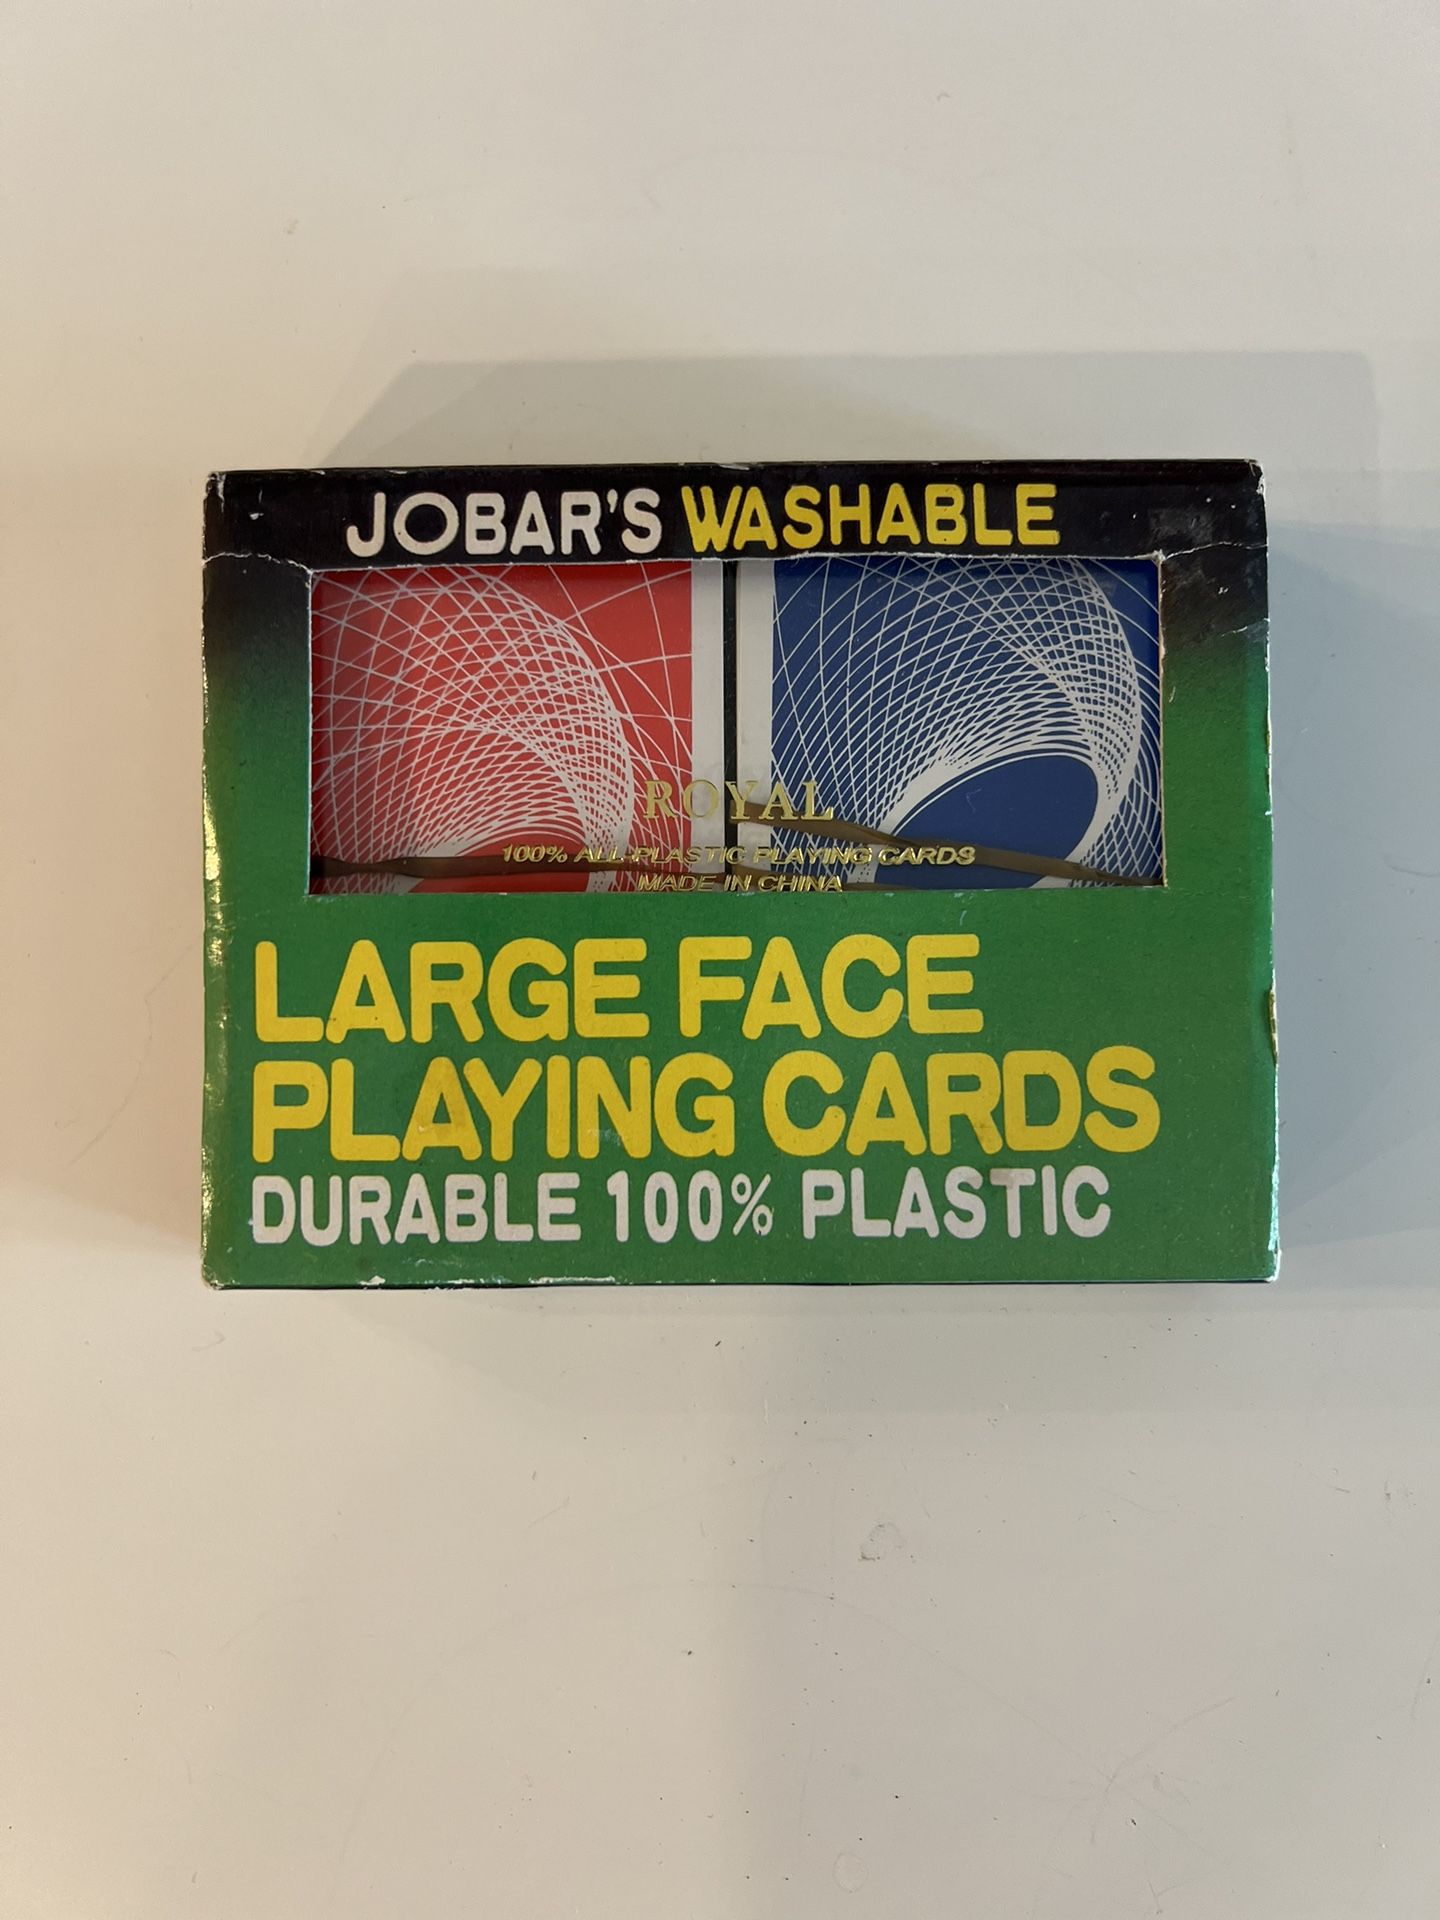 JOBAR'S WASHABLE
ROYAL
100% ALL-PLASTIC PLAYING CARDS
MADE IN CHINA
LARGE FACE
PLAYING CARDS
DURABLE 100% PLASTIC